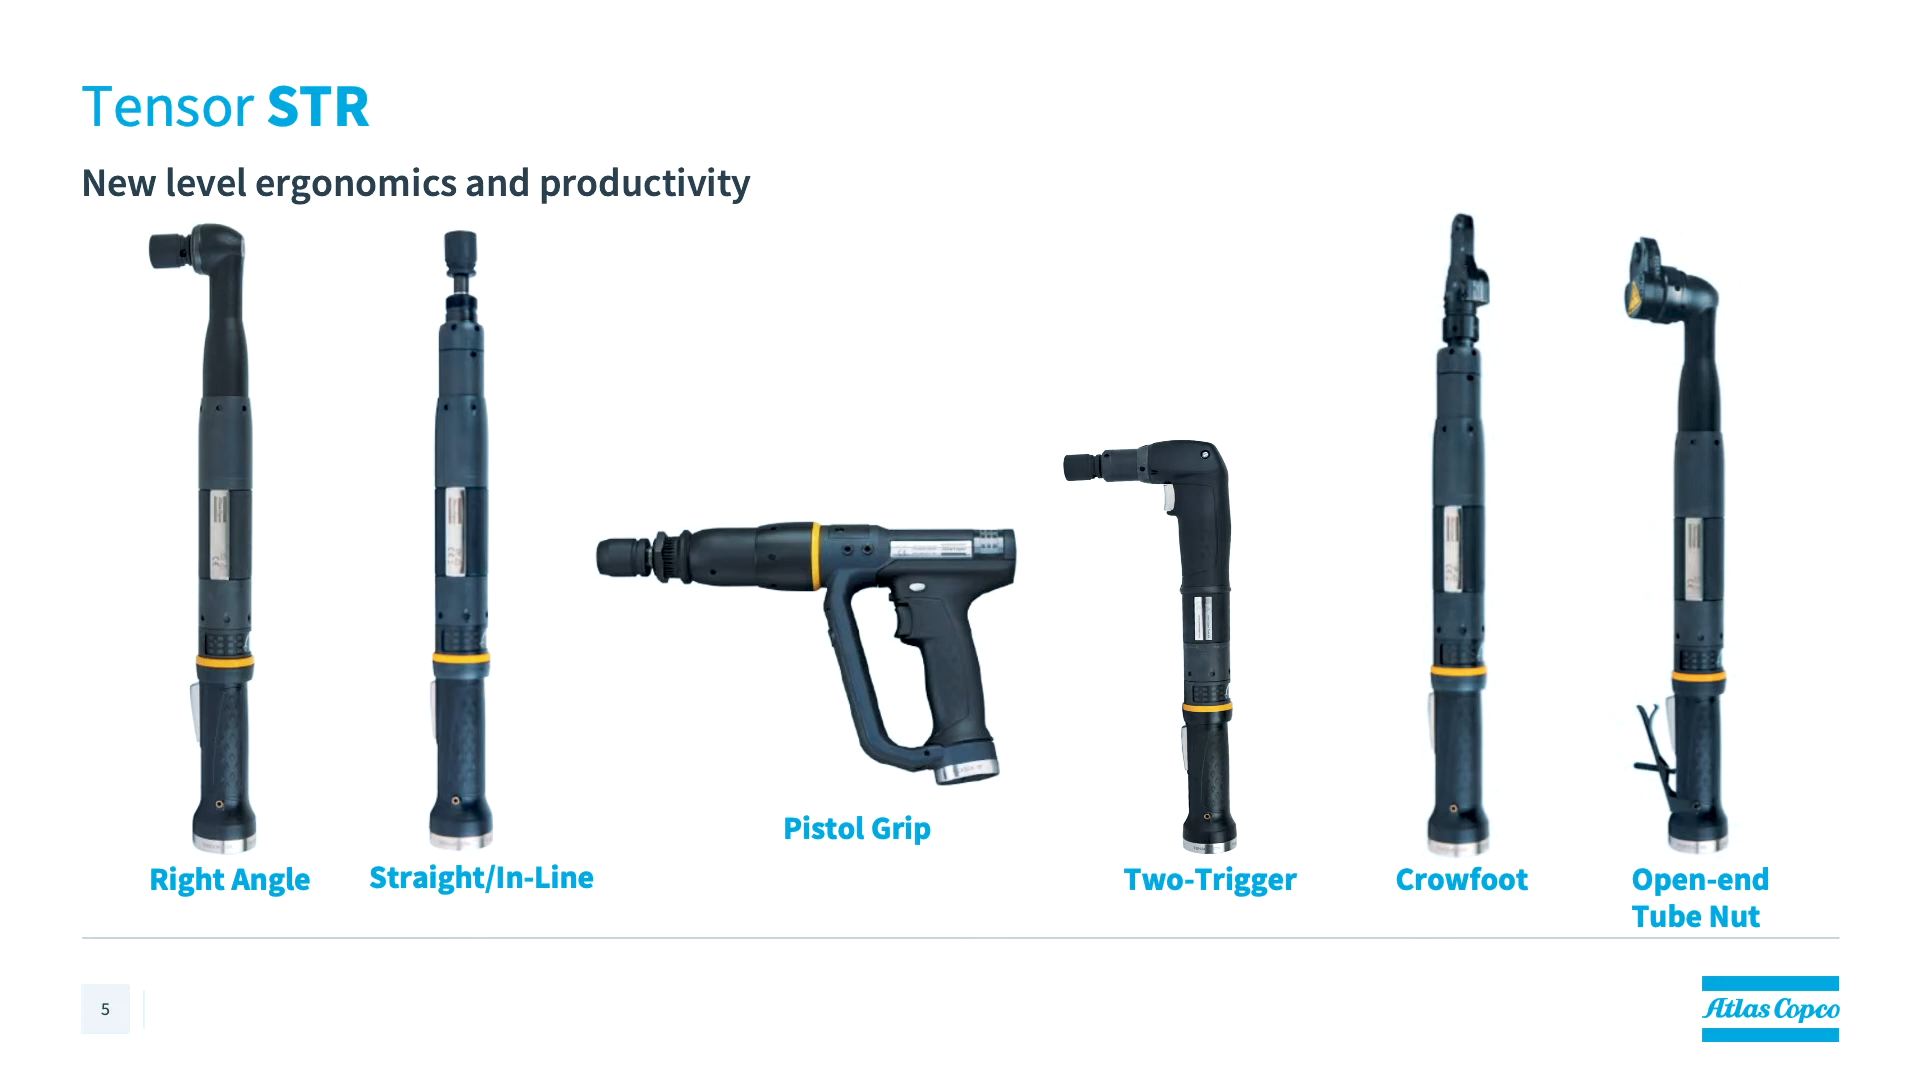 Tensor STR
New level ergonomics and productivity
Pistol Grip
Right Angle
Straight/In-Line
Two-Trigger
Crowfoot
Open-end
Tube Nut
5
Atlas Copco